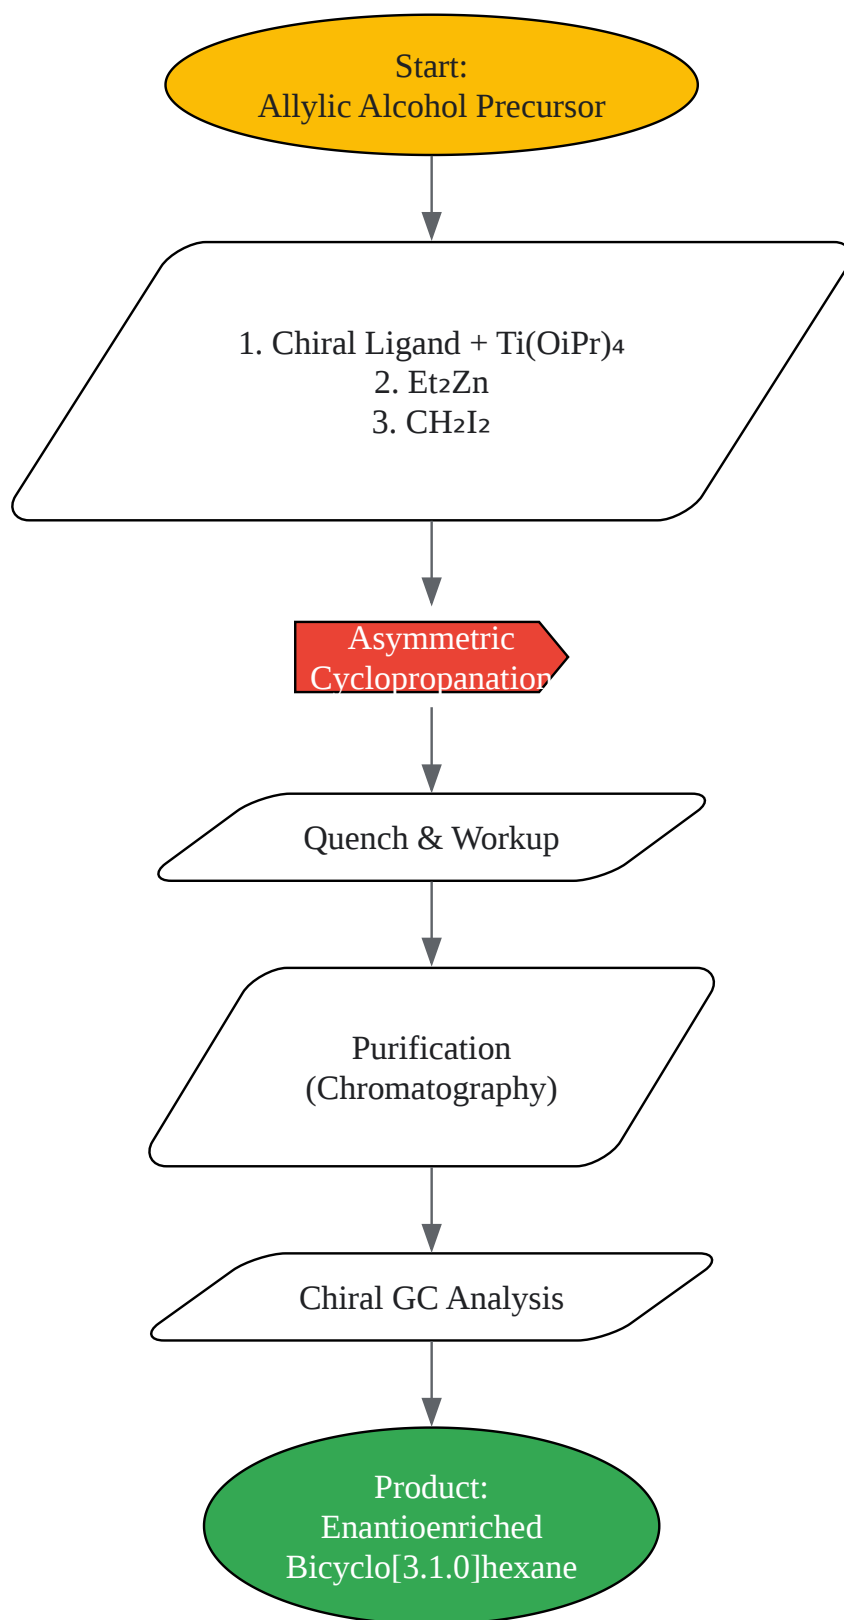 Start:
Allylic Alcohol Precursor
1. Chiral Ligand + Ti(OiPr)₄
2. Et₂Zn
3. CH₂I₂
Asymmetric
Cyclopropanation
Quench & Workup
Purification
(Chromatography)
Chiral GC Analysis
Product:
Enantioenriched
Bicyclo[3.1.0]hexane